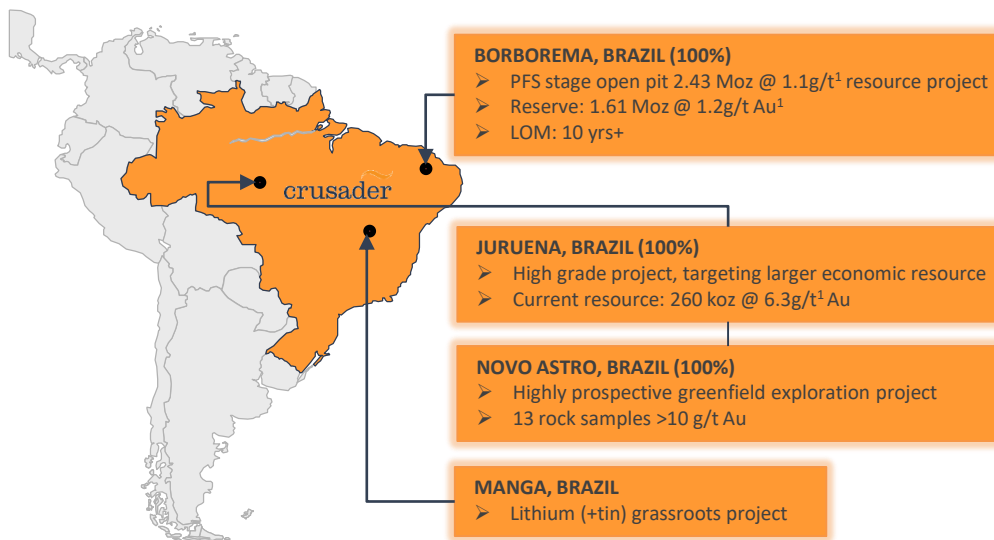 BORBOREMA, BRAZIL (100%)
➢ PFS stage open pit 2.43 Moz @ 1.1g/t¹ resource project
➢ Reserve: 1.61 Moz @ 1.2g/t Au¹
➢ LOM: 10 yrs+
crusader
JURUENA, BRAZIL (100%)
➢ High grade project, targeting larger economic resource
➢ Current resource: 260 koz @ 6.3g/t¹ Au
NOVO ASTRO, BRAZIL (100%)
➢ Highly prospective greenfield exploration project
➢ 13 rock samples >10 g/t Au
MANGA, BRAZIL
➢ Lithium (+tin) grassroots project